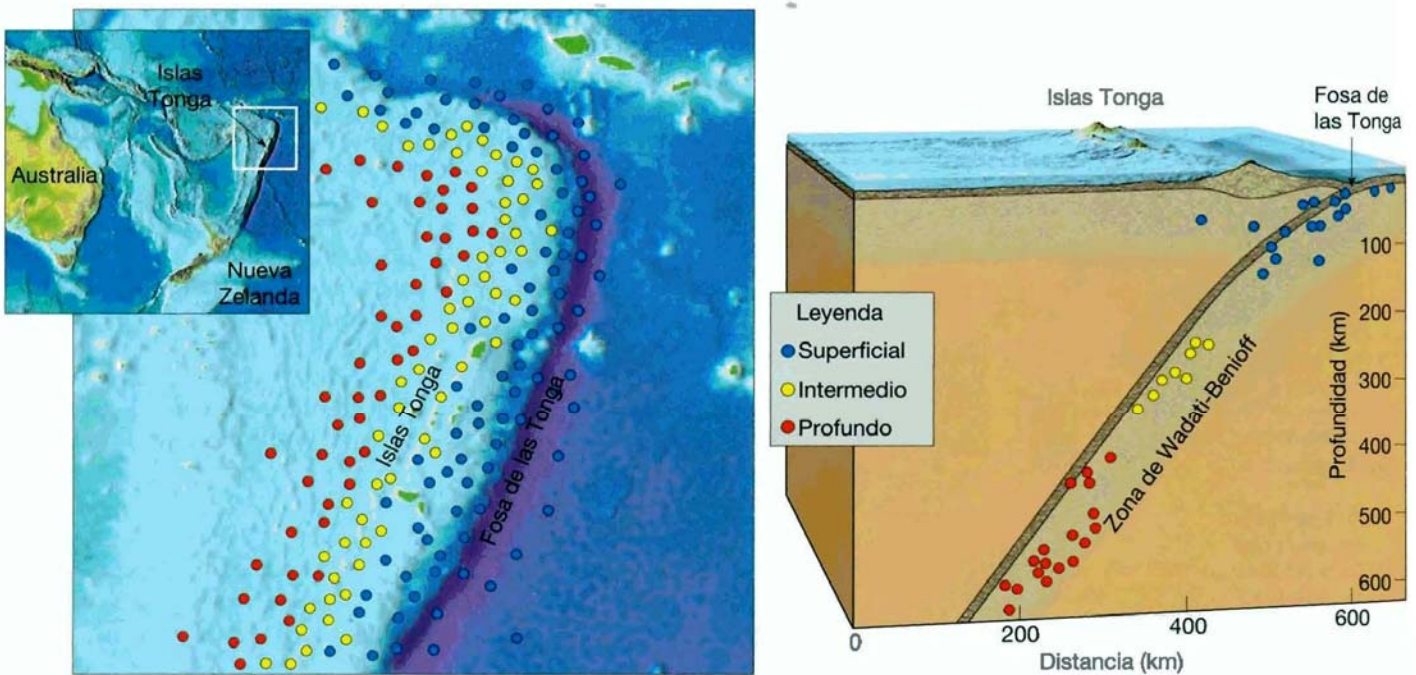 Islas
Tonga
Australia
Nueva
Zelanda
Islas Tonga
Fosa de las Tonga
Islas Tonga
Fosa de
las Tonga
Leyenda
Superficial
Intermedio
Profundo
Zona de Wadati-Benioff
Profundidad (km)
100
200
300
400
500
600
0
200
400
600
Distancia (km)